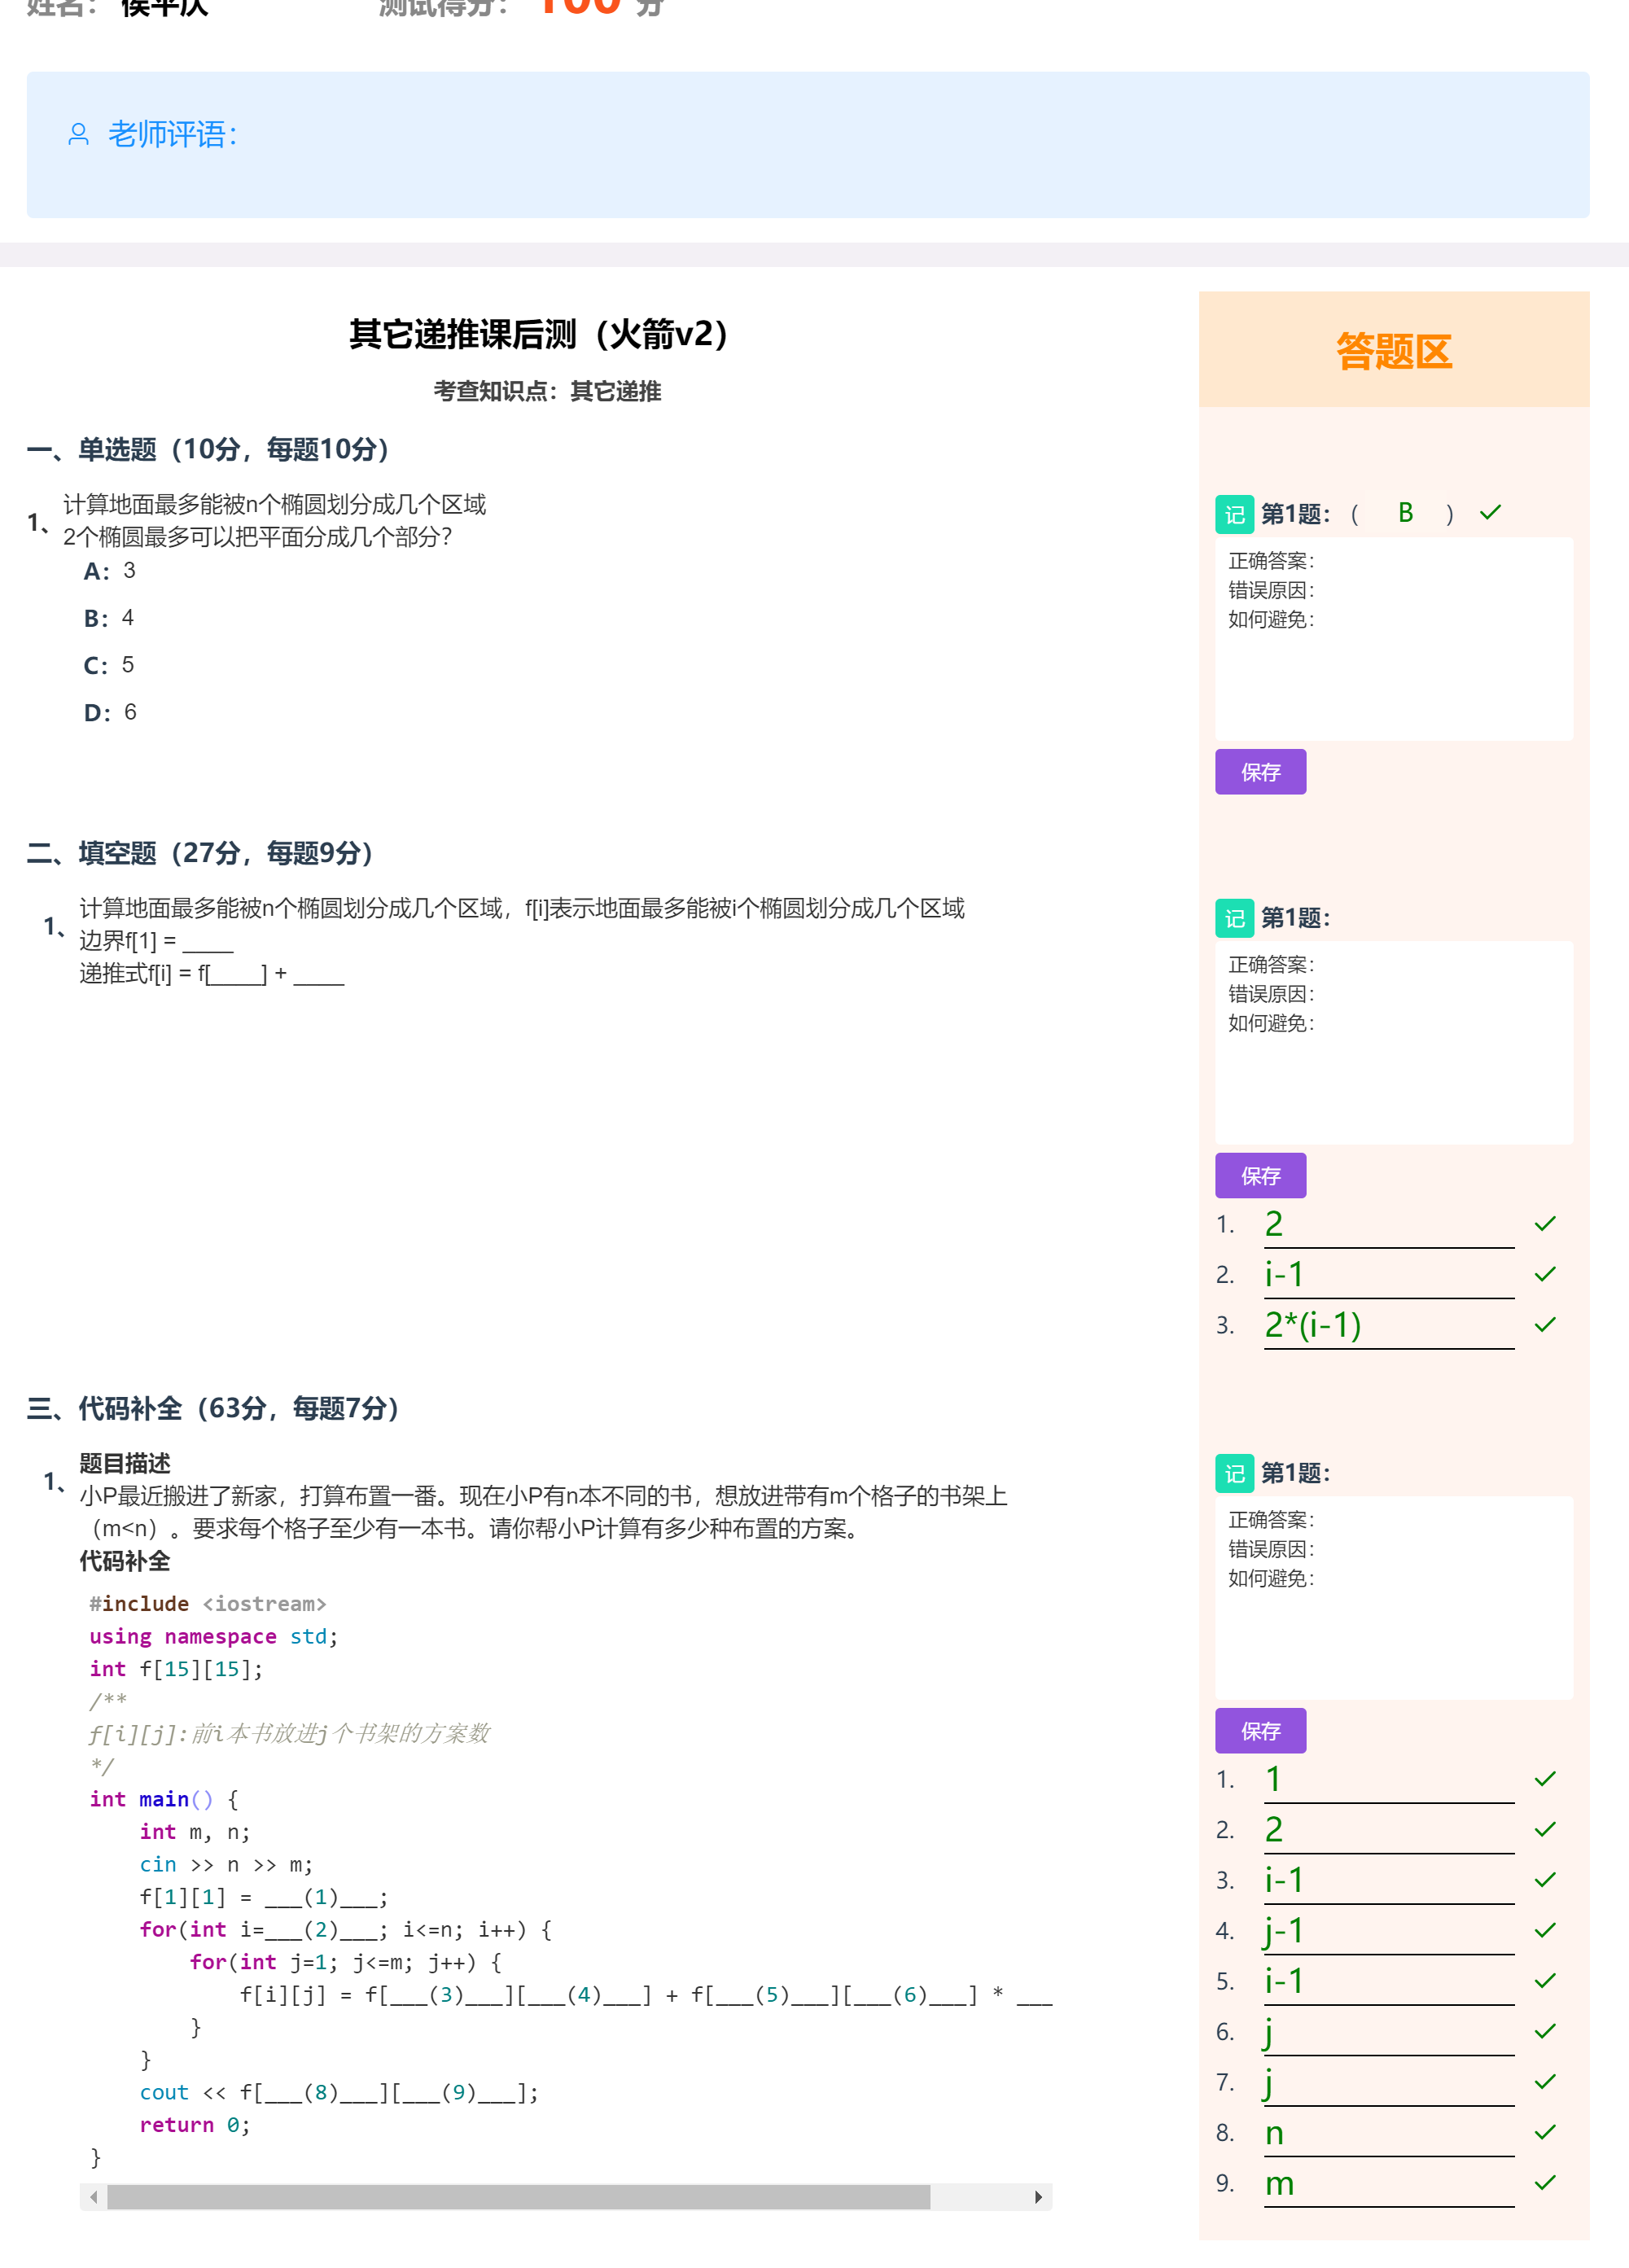 姓名：
测试得分： 100 分
老师评语：
其它递推课后测（火箭v2）
考查知识点：其它递推
一、单选题（10分，每题10分）
1、
计算地面最多能被n个椭圆划分成几个区域
2个椭圆最多可以把平面分成几个部分？
A： 3
B： 4
C： 5
D： 6
二、填空题（27分，每题9分）
1、
计算地面最多能被n个椭圆划分成几个区域，f[i]表示地面最多能被i个椭圆划分成几个区域
边界f[1] = ____
递推式f[i] = f[____] + ____
三、代码补全（63分，每题7分）
1、
题目描述
小P最近搬进了新家，打算布置一番。现在小P有n本不同的书，想放进带有m个格子的书架上
（m<n）。要求每个格子至少有一本书。请你帮小P计算有多少种布置的方案。
代码补全
#include <iostream>
using namespace std;
int f[15][15];
/**
f[i][j]:前i本书放进j个书架的方案数
*/
int main() {
    int m, n;
    cin >> n >> m;
    f[1][1] = ___(1)___;
    for(int i=___(2)___; i<=n; i++) {
        for(int j=1; j<=m; j++) {
            f[i][j] = f[___(3)___][___(4)___] + f[___(5)___][___(6)___] * ___
        }
    }
    cout << f[___(8)___][___(9)___];
    return 0;
}
答题区
记 第1题： （ B ）
正确答案：
错误原因：
如何避免：
保存
记 第1题：
正确答案：
错误原因：
如何避免：
保存
1. 2
2. i-1
3. 2*(i-1)
记 第1题：
正确答案：
错误原因：
如何避免：
保存
1. 1
2. 2
3. i-1
4. j-1
5. i-1
6. j
7. j
8. n
9. m